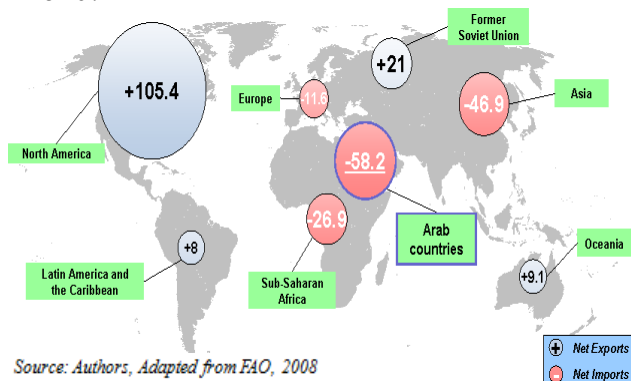 Former
Soviet Union
+21
+105.4
Europe
-11.6
-46.9
Asia
North America
-58.2
-26.9
Arab
countries
+8
Oceania
+9.1
Latin America and
the Caribbean
Sub-Saharan
Africa
+ Net Exports
- Net Imports
Source: Authors, Adapted from FAO, 2008